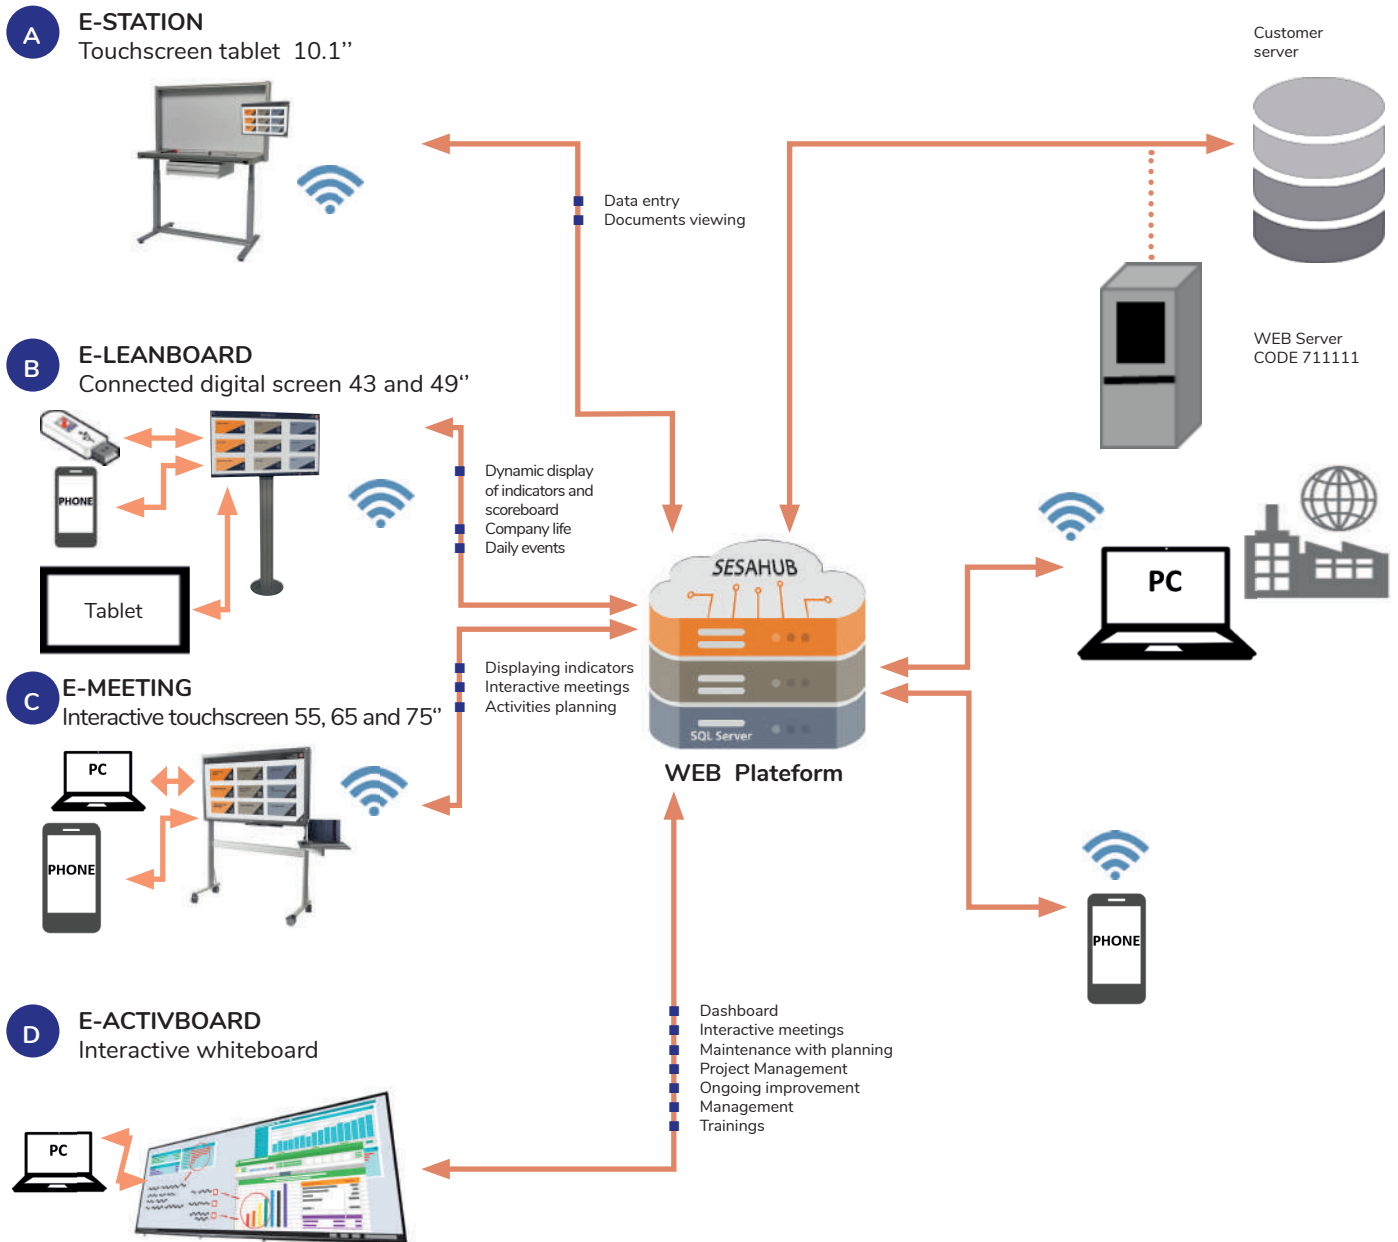 A
E-STATION
Touchscreen tablet 10.1’’
Data entry
Documents viewing
Customer
server
WEB Server
CODE 711111
B
E-LEANBOARD
Connected digital screen 43 and 49‘’
PHONE
Tablet
Dynamic display
of indicators and
scoreboard
Company life
Daily events
C
E-MEETING
Interactive touchscreen 55, 65 and 75‘’
PC
PHONE
Displaying indicators
Interactive meetings
Activities planning
SESAHUB
SQL Server
WEB Plateform
PC
PHONE
D
E-ACTIVBOARD
Interactive whiteboard
PC
Dashboard
Interactive meetings
Maintenance with planning
Project Management
Ongoing improvement
Management
Trainings